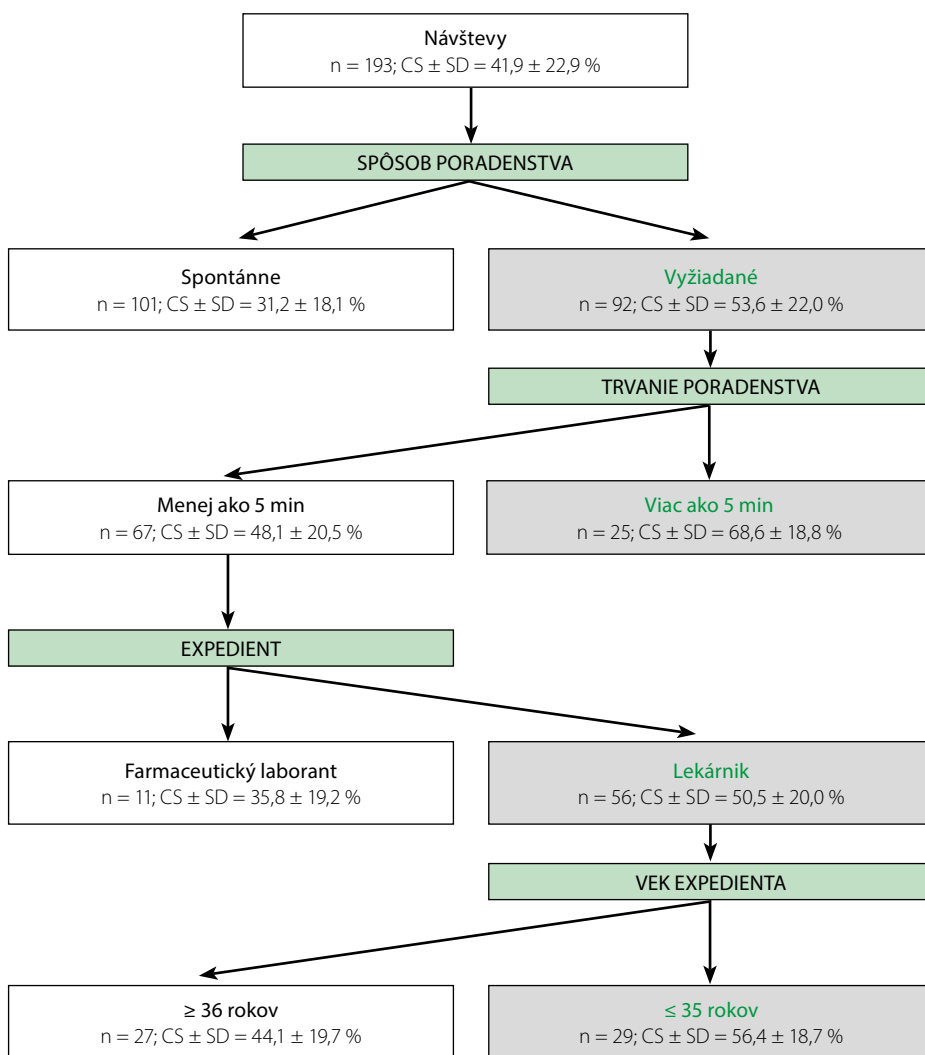 Návštevy
n = 193; CS ± SD = 41,9 ± 22,9 %
SPÔSOB PORADENSTVA
Spontánne
n = 101; CS ± SD = 31,2 ± 18,1 %
Vyžiadané
n = 92; CS ± SD = 53,6 ± 22,0 %
TRVANIE PORADENSTVA
Menej ako 5 min
n = 67; CS ± SD = 48,1 ± 20,5 %
Viac ako 5 min
n = 25; CS ± SD = 68,6 ± 18,8 %
EXPEDIENT
Farmaceutický laborant
n = 11; CS ± SD = 35,8 ± 19,2 %
Lekárnik
n = 56; CS ± SD = 50,5 ± 20,0 %
VEK EXPEDIENTA
≥ 36 rokov
n = 27; CS ± SD = 44,1 ± 19,7 %
≤ 35 rokov
n = 29; CS ± SD = 56,4 ± 18,7 %